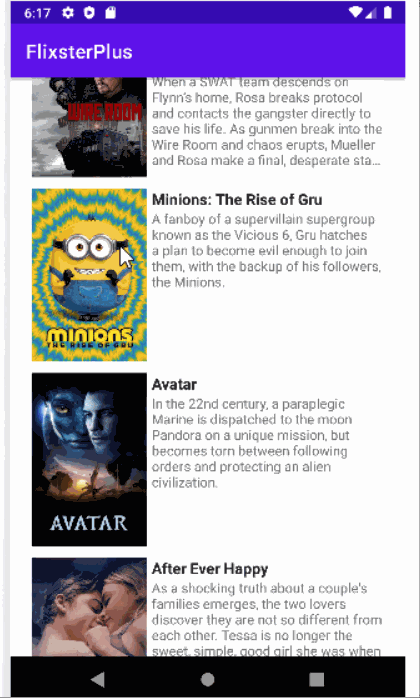 6:17
FlixsterPlus
When a SWAT team descends on
Flynn's home, Rosa breaks protocol
and contacts the gangster directly to
save his life. As gunmen break into the
Wire Room and chaos erupts, Mueller
and Rosa make a final, desperate sta…
WIRE ROOM
Minions: The Rise of Gru
A fanboy of a supervillain supergroup
known as the Vicious 6, Gru hatches
a plan to become evil enough to join
them, with the backup of his followers,
the Minions.
MINIONS
THE RISE OF GRU
Avatar
In the 22nd century, a paraplegic
Marine is dispatched to the moon
Pandora on a unique mission, but
becomes torn between following
orders and protecting an alien
civilization.
AVATAR
After Ever Happy
As a shocking truth about a couple's
families emerges, the two lovers
discover they are not so different from
each other. Tessa is no longer the
sweet, simple, good girl she was when